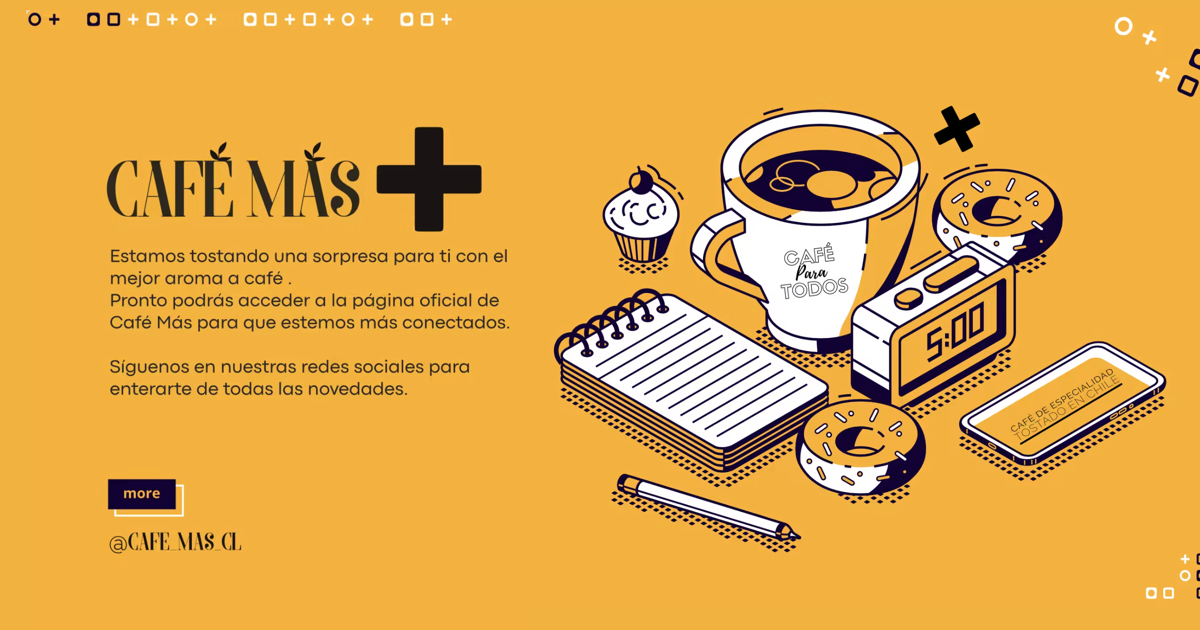 CAFÉ MÁS +
Estamos tostando una sorpresa para ti con el
mejor aroma a café .
Pronto podrás acceder a la página oficial de
Café Más para que estemos más conectados.
Síguenos en nuestras redes sociales para
enterarte de todas las novedades.
more
@CAFE_MAS_CL
CAFÉ
Para
TODOS
5:00
CAFÉ DE ESPECIALIDAD
TOSTADO EN CHILE